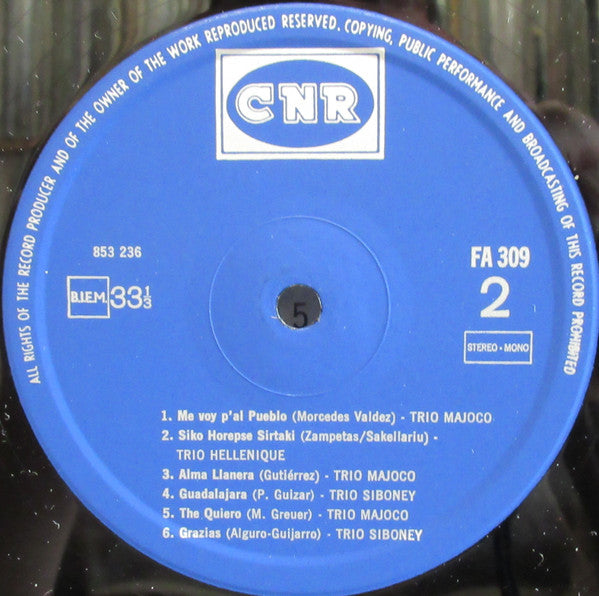 ALL RIGHTS OF THE RECORD PRODUCER AND OF THE OWNER OF THE WORK REPRODUCED RESERVED. COPYING, PUBLIC PERFORMANCE AND BROADCASTING OF THIS RECORD PROHIBITED
CNR
853 236
FA 309
B.I.E.M. 33 1/3
2
STEREO - MONO
5
1. Me voy p'al Pueblo (Morcedes Valdez) - TRIO MAJOCO
2. Siko Horepse Sirtaki (Zampetas/Sakellariu) -
TRIO HELLENIQUE
3. Alma Llanera (Gutiérrez) - TRIO MAJOCO
4. Guadalajara (P. Guizar) - TRIO SIBONEY
5. The Quiero (M. Greuer) - TRIO MAJOCO
6. Grazias (Alguro-Guijarro) - TRIO SIBONEY